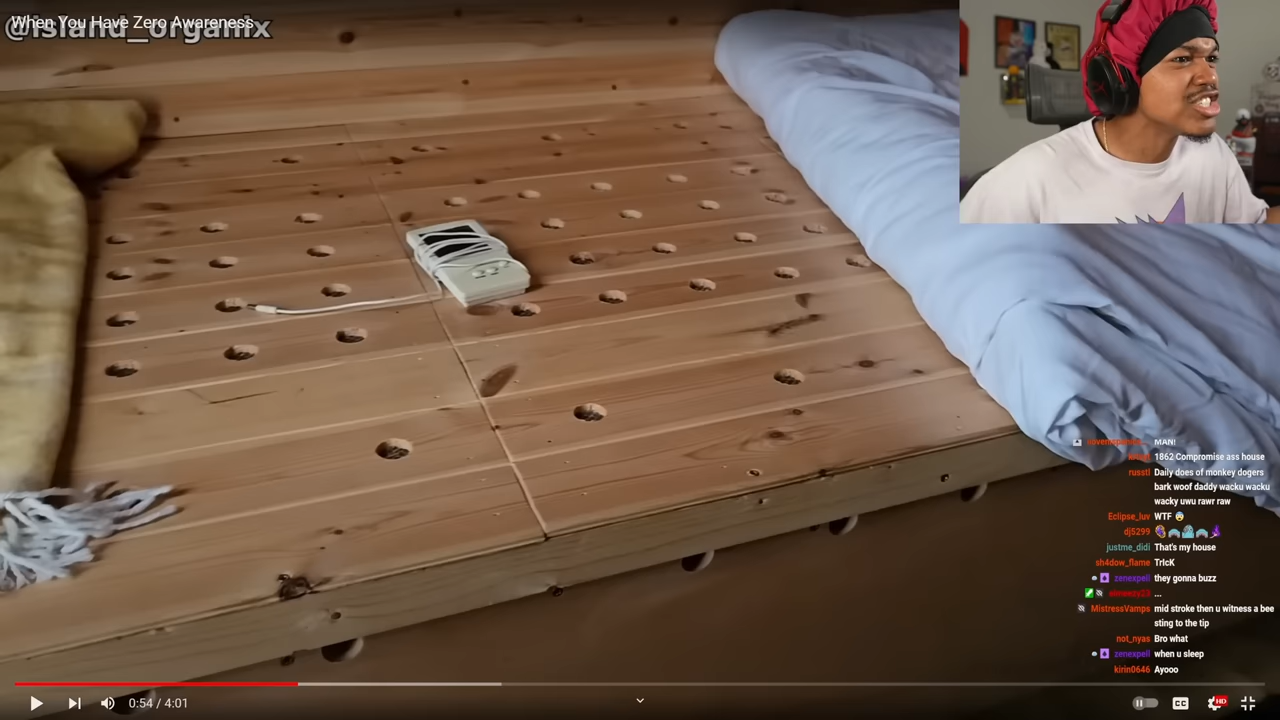 When You Have Zero Awareness
@island_organix
MAN!
1862 Compromise ass house
russtl Daily does of monkey dogers
bark woof daddy wacku wacku
wacky uwu rawr raw
Eclipse_luv WTF 😨
dj5299
justme_didi That's my house
sh4dow_flame TrIcK
zenexpell they gonna buzz
...
MistressVamps mid stroke then u witness a bee
sting to the tip
not_nyas Bro what
zenexpell when u sleep
kirin0646 Ayooo
0:54 / 4:01
CC
HD